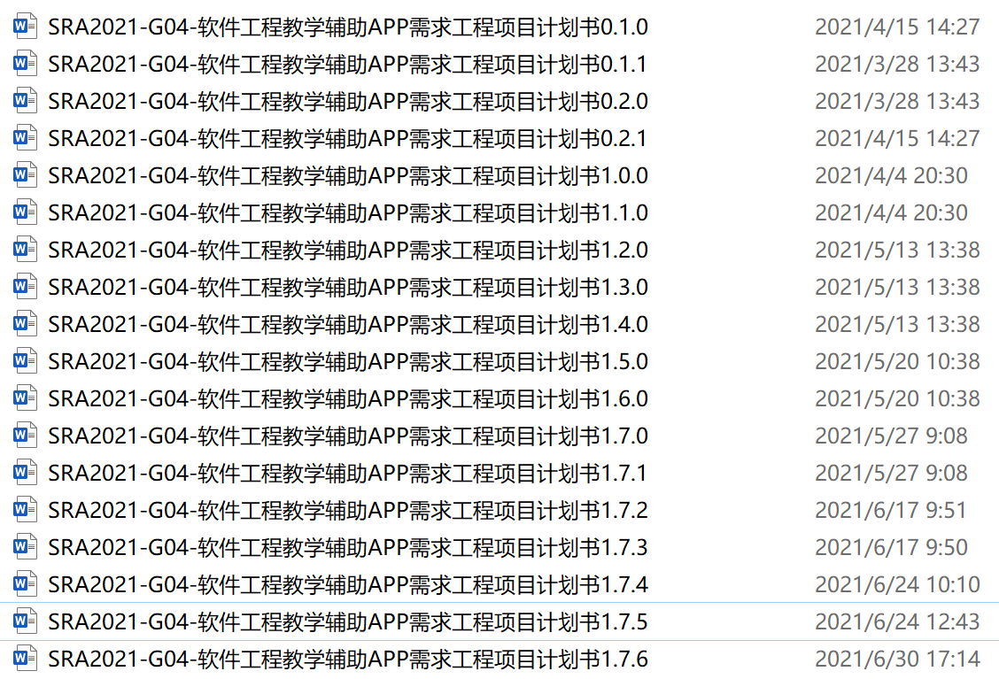 SRA2021-G04-软件工程教学辅助APP需求工程项目计划书0.1.0 2021/4/15 14:27
SRA2021-G04-软件工程教学辅助APP需求工程项目计划书0.1.1 2021/3/28 13:43
SRA2021-G04-软件工程教学辅助APP需求工程项目计划书0.2.0 2021/3/28 13:43
SRA2021-G04-软件工程教学辅助APP需求工程项目计划书0.2.1 2021/4/15 14:27
SRA2021-G04-软件工程教学辅助APP需求工程项目计划书1.0.0 2021/4/4 20:30
SRA2021-G04-软件工程教学辅助APP需求工程项目计划书1.1.0 2021/4/4 20:30
SRA2021-G04-软件工程教学辅助APP需求工程项目计划书1.2.0 2021/5/13 13:38
SRA2021-G04-软件工程教学辅助APP需求工程项目计划书1.3.0 2021/5/13 13:38
SRA2021-G04-软件工程教学辅助APP需求工程项目计划书1.4.0 2021/5/13 13:38
SRA2021-G04-软件工程教学辅助APP需求工程项目计划书1.5.0 2021/5/20 10:38
SRA2021-G04-软件工程教学辅助APP需求工程项目计划书1.6.0 2021/5/20 10:38
SRA2021-G04-软件工程教学辅助APP需求工程项目计划书1.7.0 2021/5/27 9:08
SRA2021-G04-软件工程教学辅助APP需求工程项目计划书1.7.1 2021/5/27 9:08
SRA2021-G04-软件工程教学辅助APP需求工程项目计划书1.7.2 2021/6/17 9:51
SRA2021-G04-软件工程教学辅助APP需求工程项目计划书1.7.3 2021/6/17 9:50
SRA2021-G04-软件工程教学辅助APP需求工程项目计划书1.7.4 2021/6/24 10:10
SRA2021-G04-软件工程教学辅助APP需求工程项目计划书1.7.5 2021/6/24 12:43
SRA2021-G04-软件工程教学辅助APP需求工程项目计划书1.7.6 2021/6/30 17:14